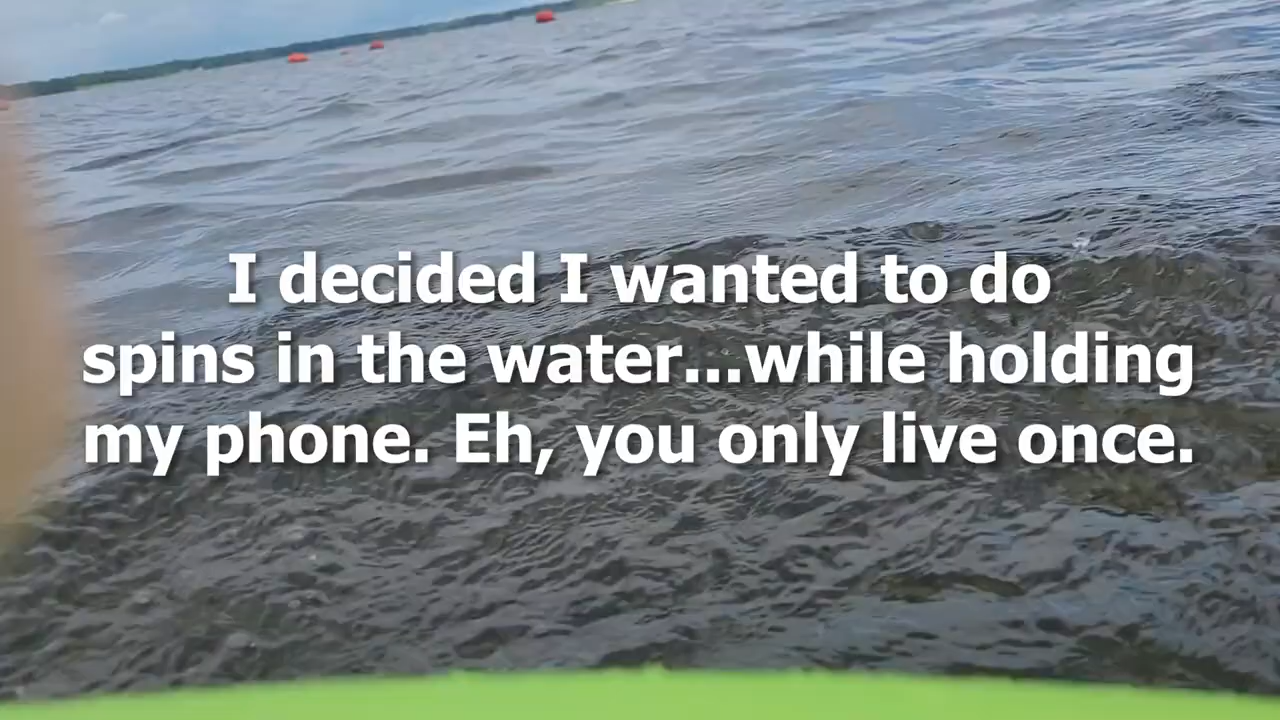 I decided I wanted to do
spins in the water...while holding
my phone. Eh, you only live once.